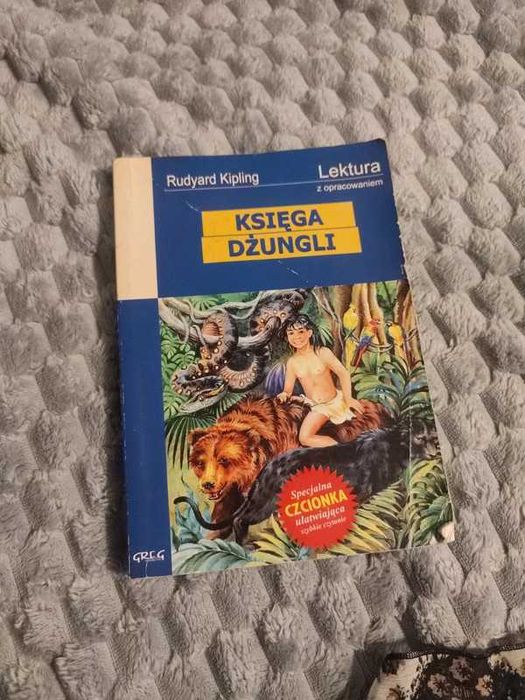 Rudyard Kipling
Lektura
z opracowaniem
KSIĘGA
DŻUNGLI
Specjalna
CZCIONKA
ułatwiająca
szybkie czytanie
GREG